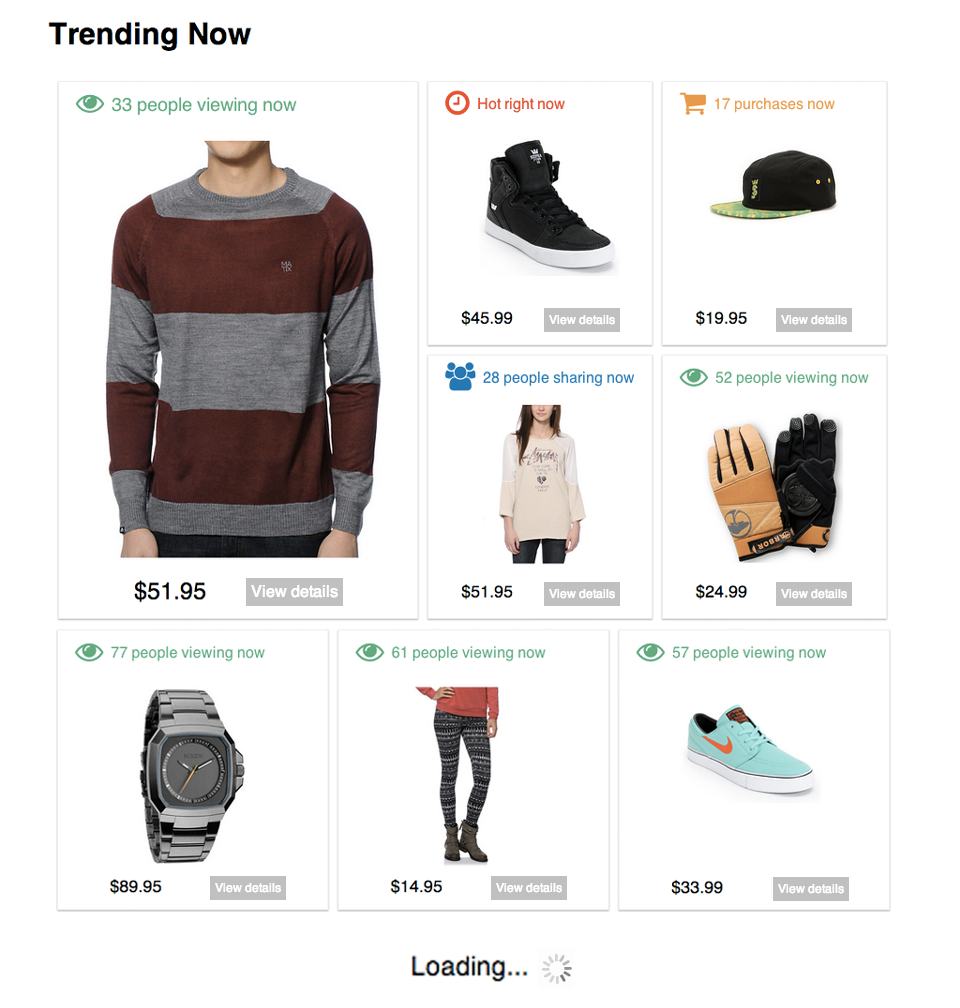 Trending Now
33 people viewing now
MA
TIX
$51.95
View details
Hot right now
$45.99
View details
17 purchases now
$19.95
View details
28 people sharing now
$51.95
View details
52 people viewing now
ARBOR
$24.99
View details
77 people viewing now
$89.95
View details
61 people viewing now
$14.95
View details
57 people viewing now
$33.99
View details
Loading...